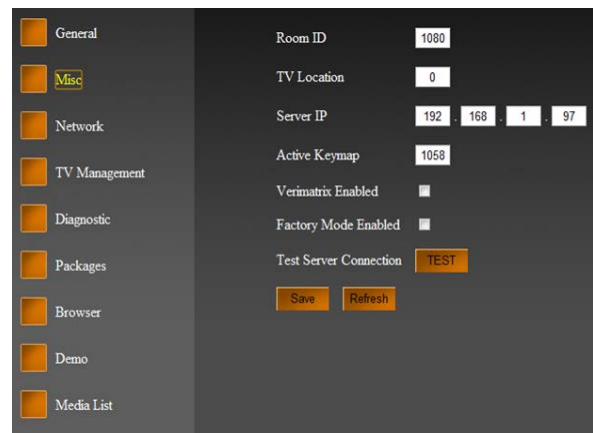 General
Misc
Network
TV Management
Diagnostic
Packages
Browser
Demo
Media List
Room ID 1080
TV Location 0
Server IP 192 . 168 . 1 . 97
Active Keymap 1058
Verimatrix Enabled
Factory Mode Enabled
Test Server Connection TEST
Save Refresh